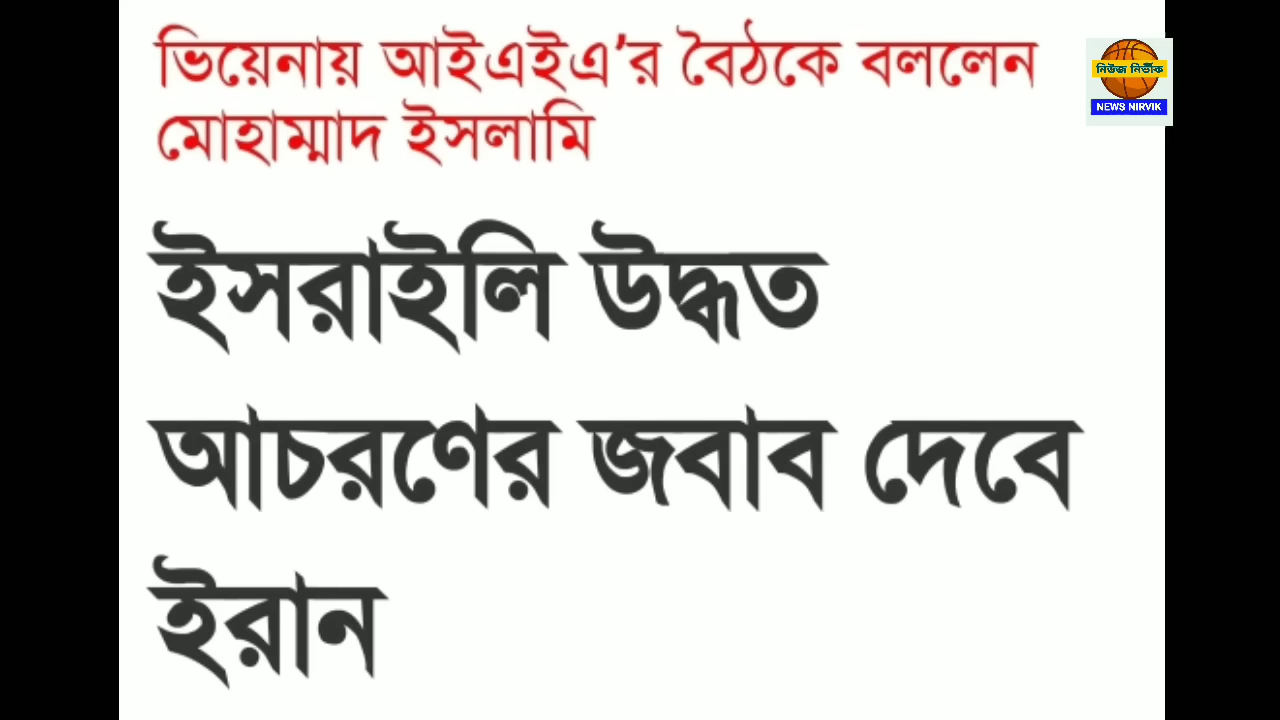 ভিয়েনায় আইএইএ’র বৈঠকে বললেন
মোহাম্মাদ ইসলামি
নিউজ নির্ভীক
NEWS NIRVIK
ইসরাইলি উদ্ধত
আচরণের জবাব দেবে
ইরান